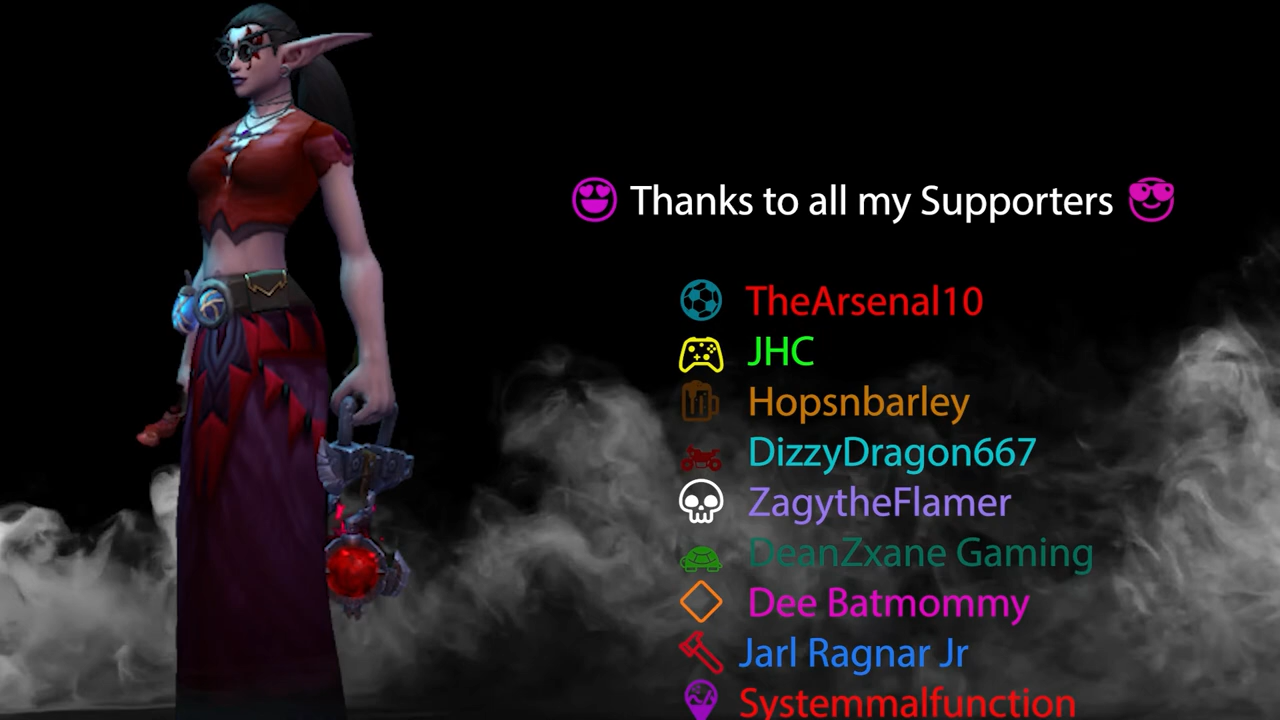 Thanks to all my Supporters
TheArsenal10
JHC
Hopsnbarley
DizzyDragon667
ZagytheFlamer
DeanZxane Gaming
Dee Batmommy
Jarl Ragnar Jr
Systemmalfunction